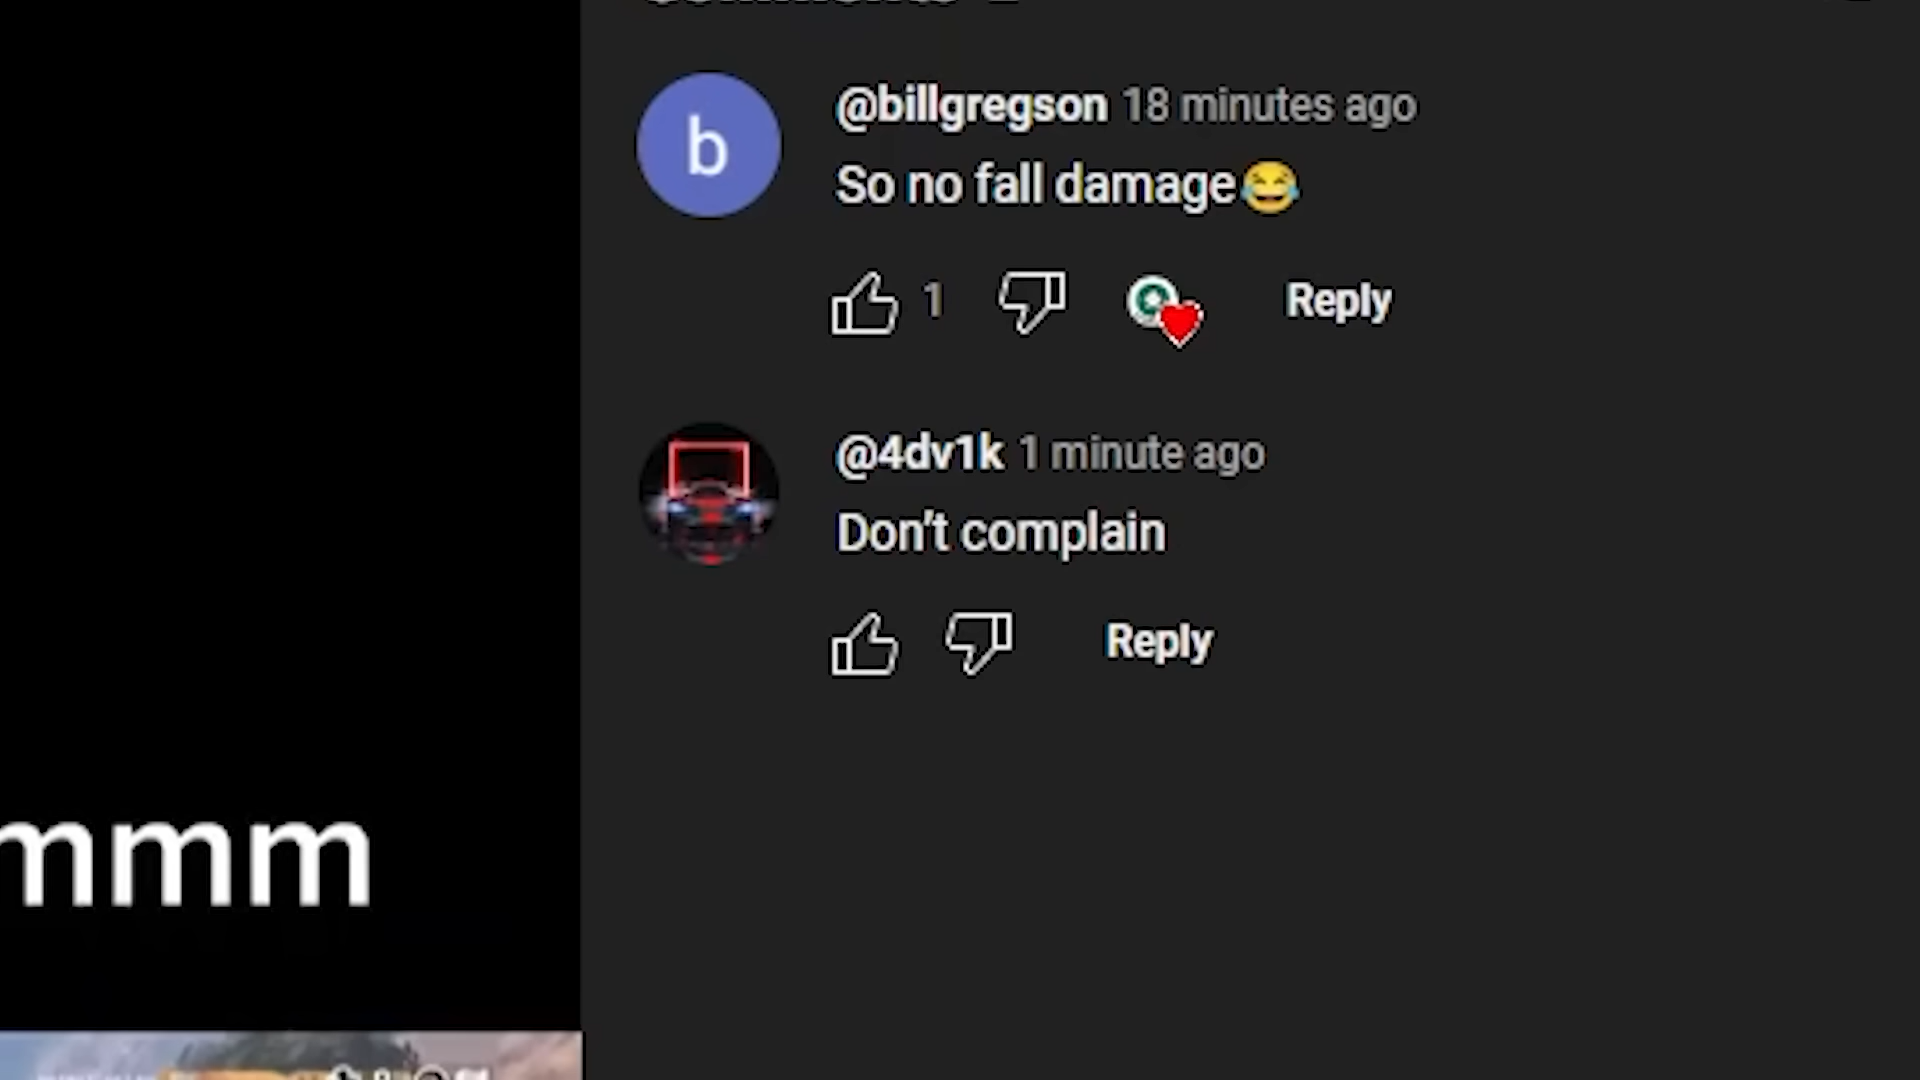 b
@billgregson 18 minutes ago
So no fall damage😂
1
Reply
@4dv1k 1 minute ago
Don't complain
Reply
mmm